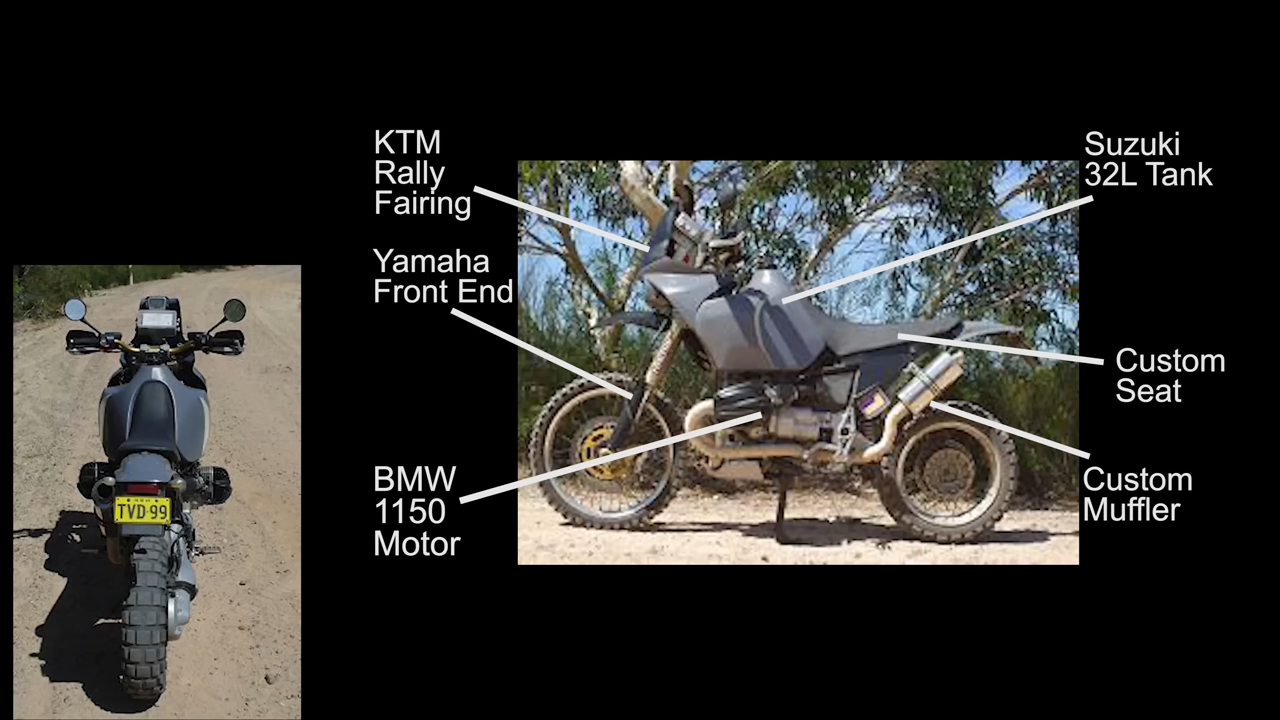 KTM
Rally
Fairing
Yamaha
Front End
BMW
1150
Motor
Suzuki
32L Tank
Custom
Seat
Custom
Muffler
TVD·99